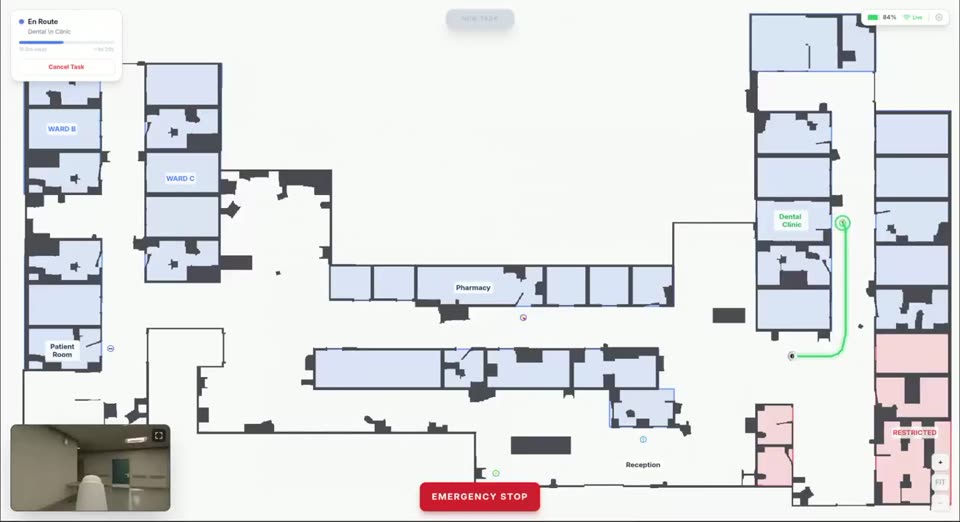 En Route
Dental \n Clinic
Cancel Task
NEW TASK
84%
Live
WARD B
WARD C
Dental
Clinic
Pharmacy
Patient
Room
Reception
RESTRICTED
FIT
EMERGENCY STOP